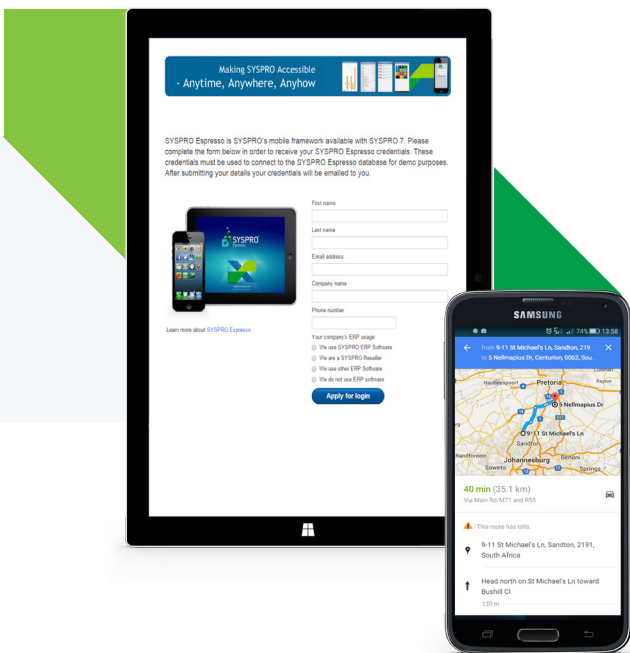 Making SYSPRO Accessible
- Anytime, Anywhere, Anyhow
SYSPRO Espresso is SYSPRO's mobile framework available with SYSPRO 7. Please
complete the form below in order to receive your SYSPRO Espresso credentials. These
credentials must be used to connect to the SYSPRO Espresso database for demo purposes.
After submitting your details your credentials will be emailed to you.
First name
Last name
Email address
Company name
Phone number
SYSPRO
ESPRESSO
Learn more about SYSPRO Espresso
Your company's ERP usage:
We use SYSPRO ERP Software
We are a SYSPRO Reseller
We use other ERP Software
We do not use ERP software
Apply for login
SAMSUNG
74% 13:58
from 9-11 St Michael's Ln, Sandton, 219
to 5 Nellmapius Dr, Centurion, 0062, Sou...
Hartbeespoort
Pretoria
Rayton
5 Nellmapius Dr
9-11 St Michael's Ln
Sandton
Randfontein
Johannesburg
Benoni
Soweto
Springs
40 min (35.1 km)
Via Main Rd/M71 and R55
This route has tolls.
9-11 St Michael's Ln, Sandton, 2191,
South Africa
Head north on St Michael's Ln toward
Bushill Cl
130 m